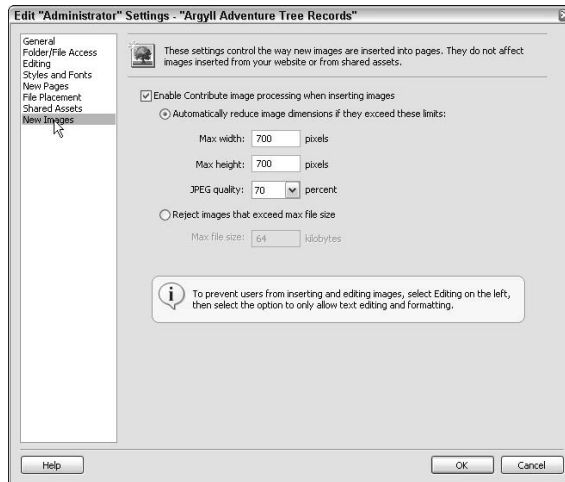 Edit "Administrator" Settings - "Argyll Adventure Tree Records"
General
Folder/File Access
Editing
Styles and Fonts
New Pages
File Placement
Shared Assets
New Images
These settings control the way new images are inserted into pages. They do not affect
images inserted from your website or from shared assets.
Enable Contribute image processing when inserting images
Automatically reduce image dimensions if they exceed these limits:
Max width: 700 pixels
Max height: 700 pixels
JPEG quality: 70 percent
Reject images that exceed max file size
Max file size: 64 kilobytes
To prevent users from inserting and editing images, select Editing on the left,
then select the option to only allow text editing and formatting.
Help
OK
Cancel